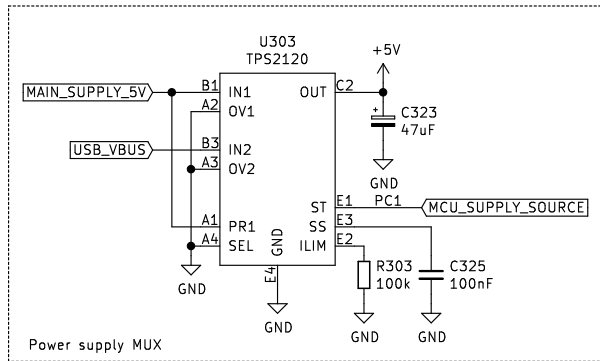 U303
TPS2120
+5V
MAIN_SUPPLY_5V
B1
IN1
OUT
C2
A2
OV1
C323
47uF
USB_VBUS
B3
IN2
A3
OV2
GND
ST
E1
PC1
MCU_SUPPLY_SOURCE
A1
PR1
SS
E3
A4
SEL
GND
ILIM
E2
E4
R303
100k
C325
100nF
GND
GND
GND
GND
Power supply MUX